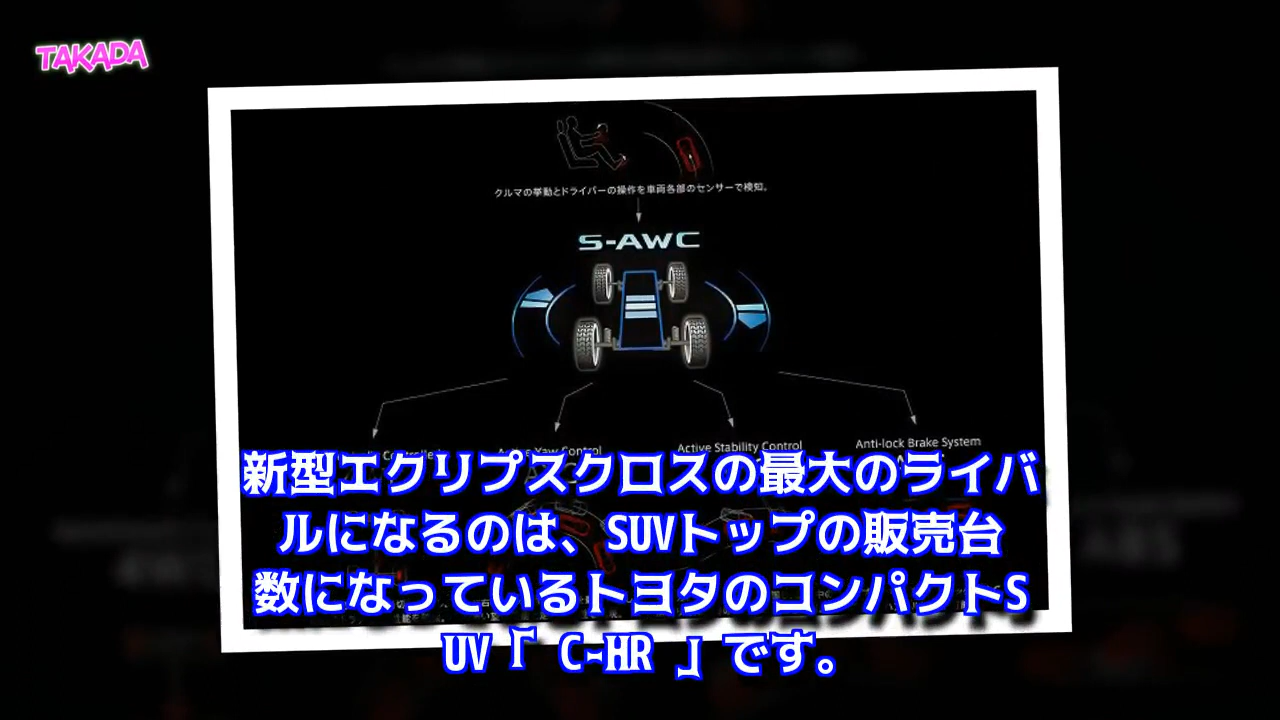 TAKADA
クルマの挙動とドライバーの操作を車両各部のセンサーで検知。
S-AWC
Active Yaw Control
Active Stability Control
Anti-lock Brake System
新型エクリプスクロスの最大のライバ
ルになるのは、SUVトップの販売台
数になっているトヨタのコンパクトS
UV「 C-HR 」です。